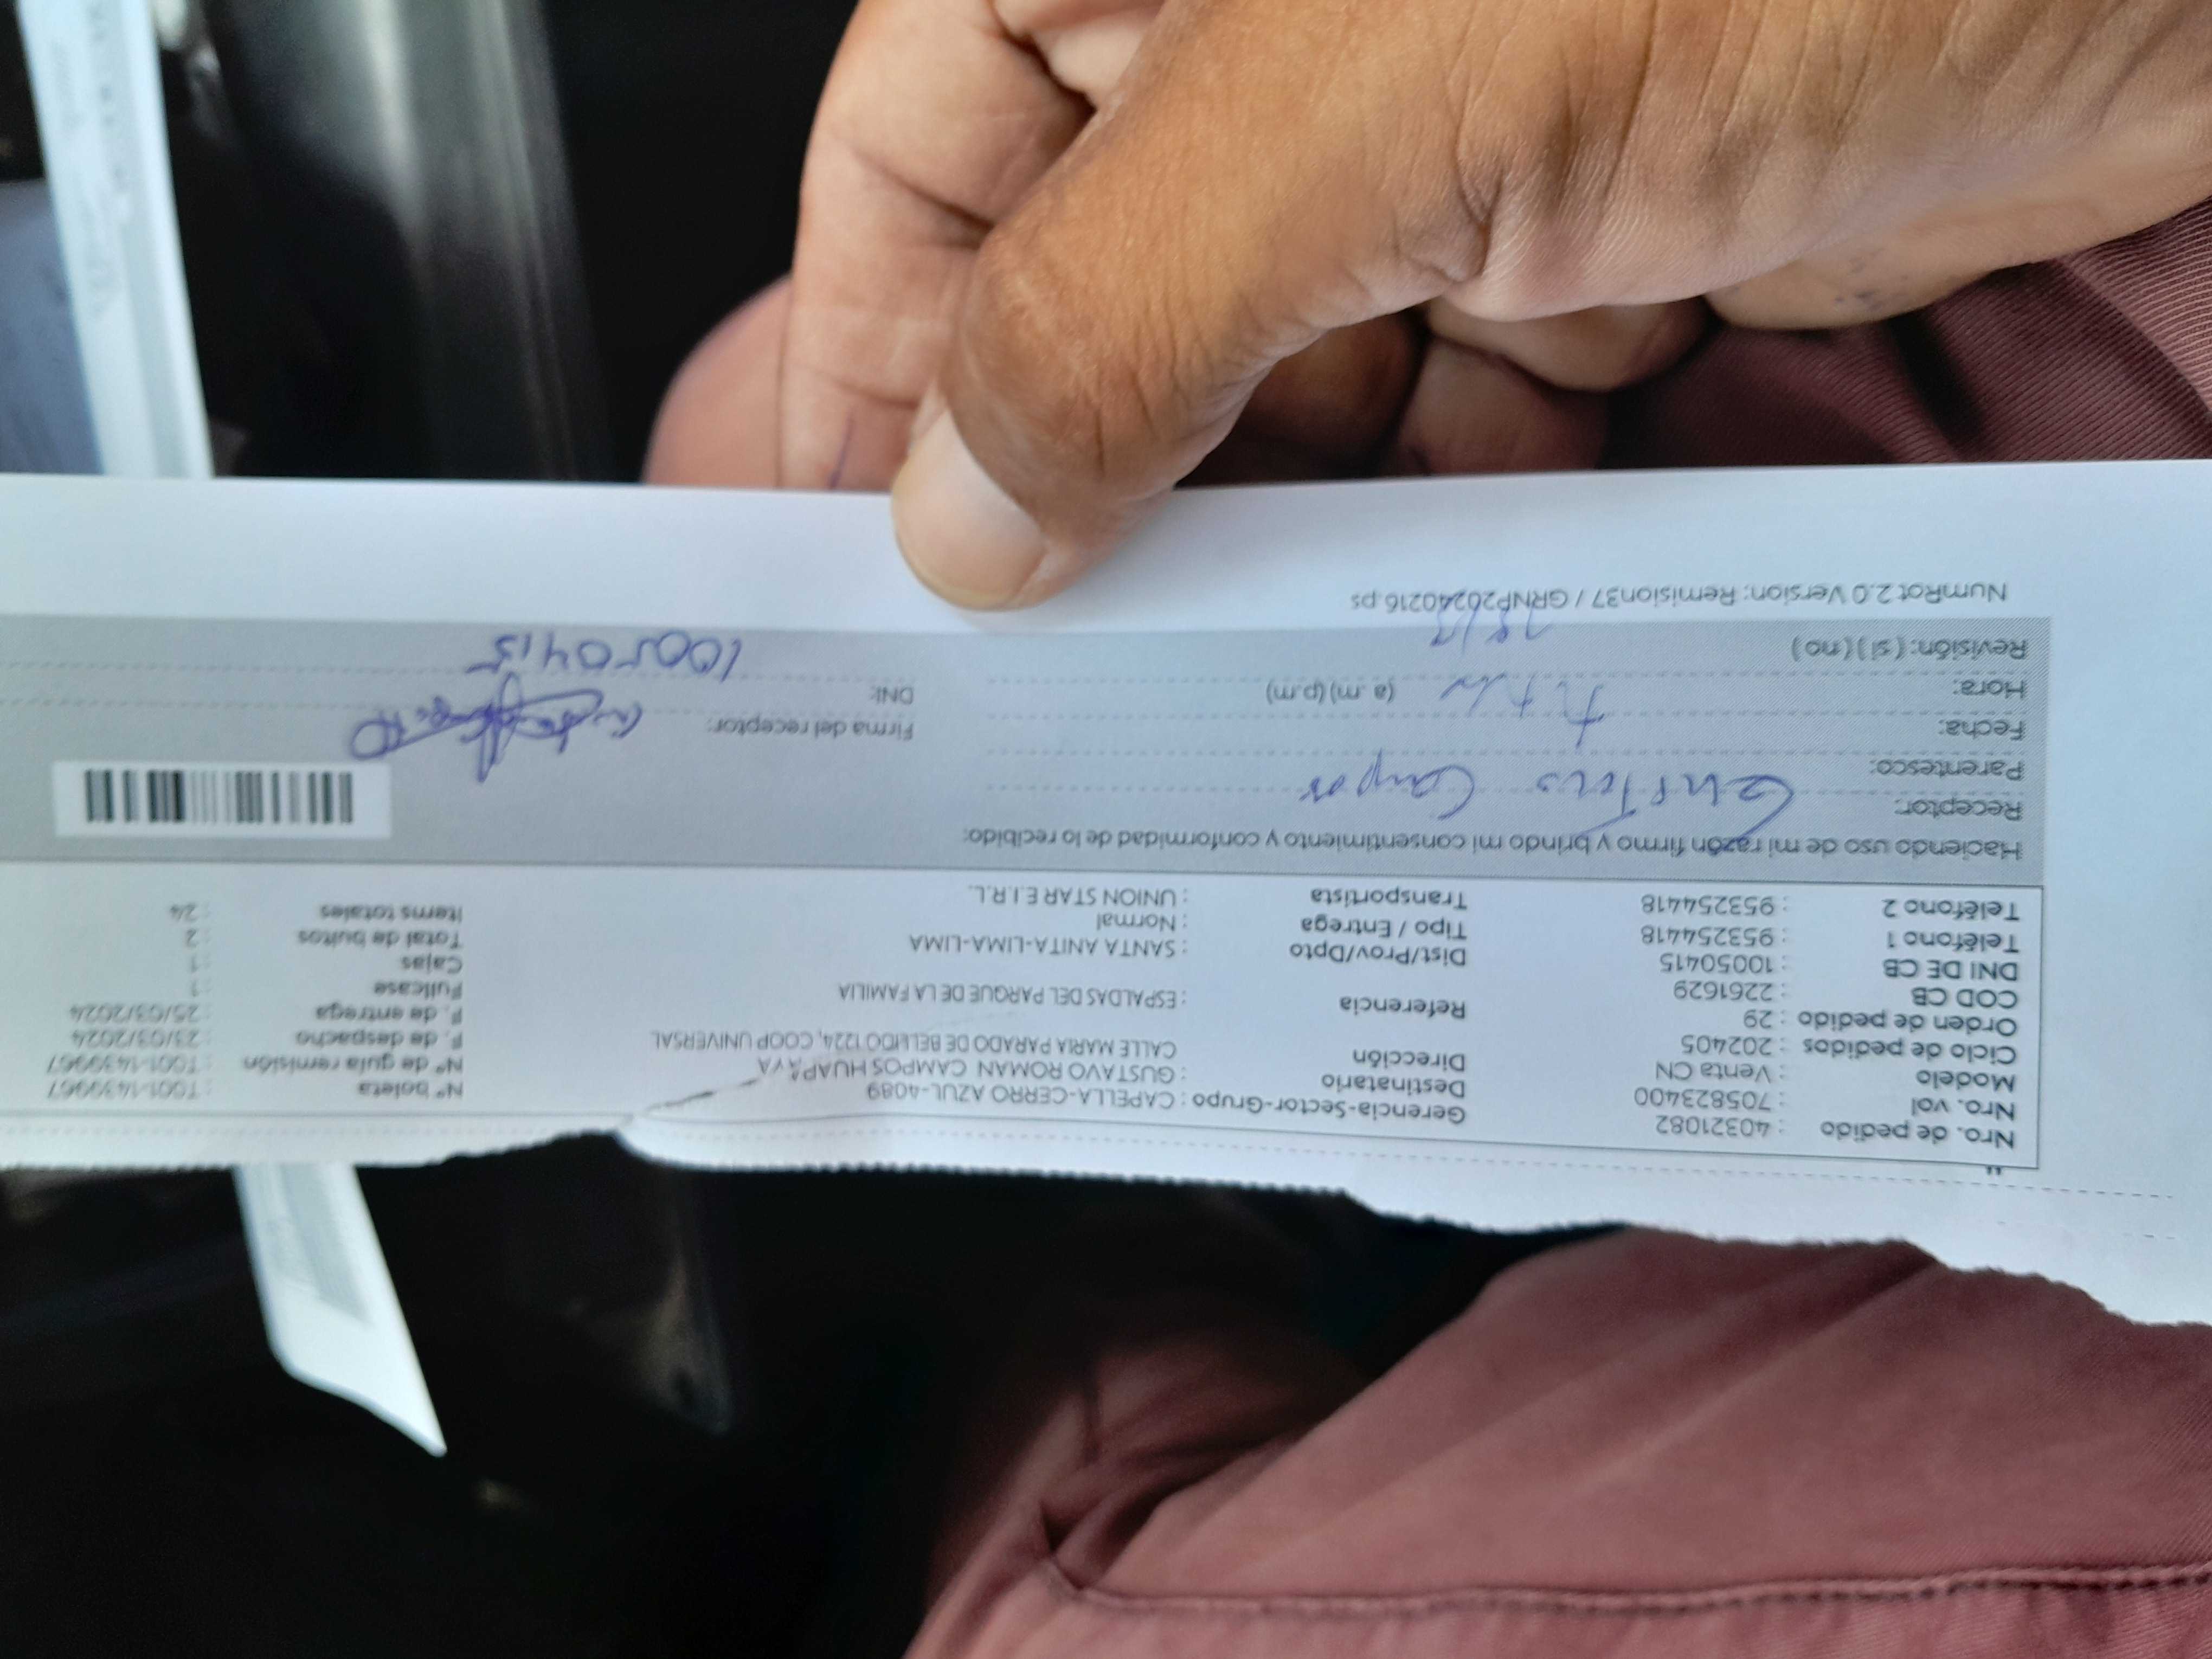 Nro. de pedido : 40321082
Nro. vol : 705823400
Modelo : Venta CN
Ciclo de pedidos : 202405
Orden de pedido : 29
COD CB : 2261629
DNI DE CB : 10050415
Teléfono 1 : 953254418
Teléfono 2 : 953254418
Gerencia-Sector-Grupo : CAPELLA-CERRO AZUL-4089
Destinatario : GUSTAVO ROMAN CAMPOS HUAPAYA
Dirección CALLE MARIA PARADO DE BELLIDO 1224, COOP UNIVERSAL
Referencia : ESPALDAS DEL PARQUE DE LA FAMILIA
Dist/Prov/Dpto : SANTA ANITA-LIMA-LIMA
Tipo / Entrega : Normal
Transportista : UNION STAR E.I.R.L.
N° boleta : T001-1439967
N° de guía remisión : T001-1439967
F. de despacho : 23/03/2024
F. de entrega : 25/03/2024
Fullcase : 1
Cajas : 1
Total de bultos : 2
Items totales : 24
Haciendo uso de mi razón firmo y brindo mi consentimiento y conformidad de lo recibido:
Receptor: Campos
Parentesco:
Fecha:
Hora: (a. m) (p.m)
Revisión: ( sí ) ( no )
Firma del receptor:
DNI: 10050415
NumRot 2.0 Version: Remision37 / GRNP20240216.ps